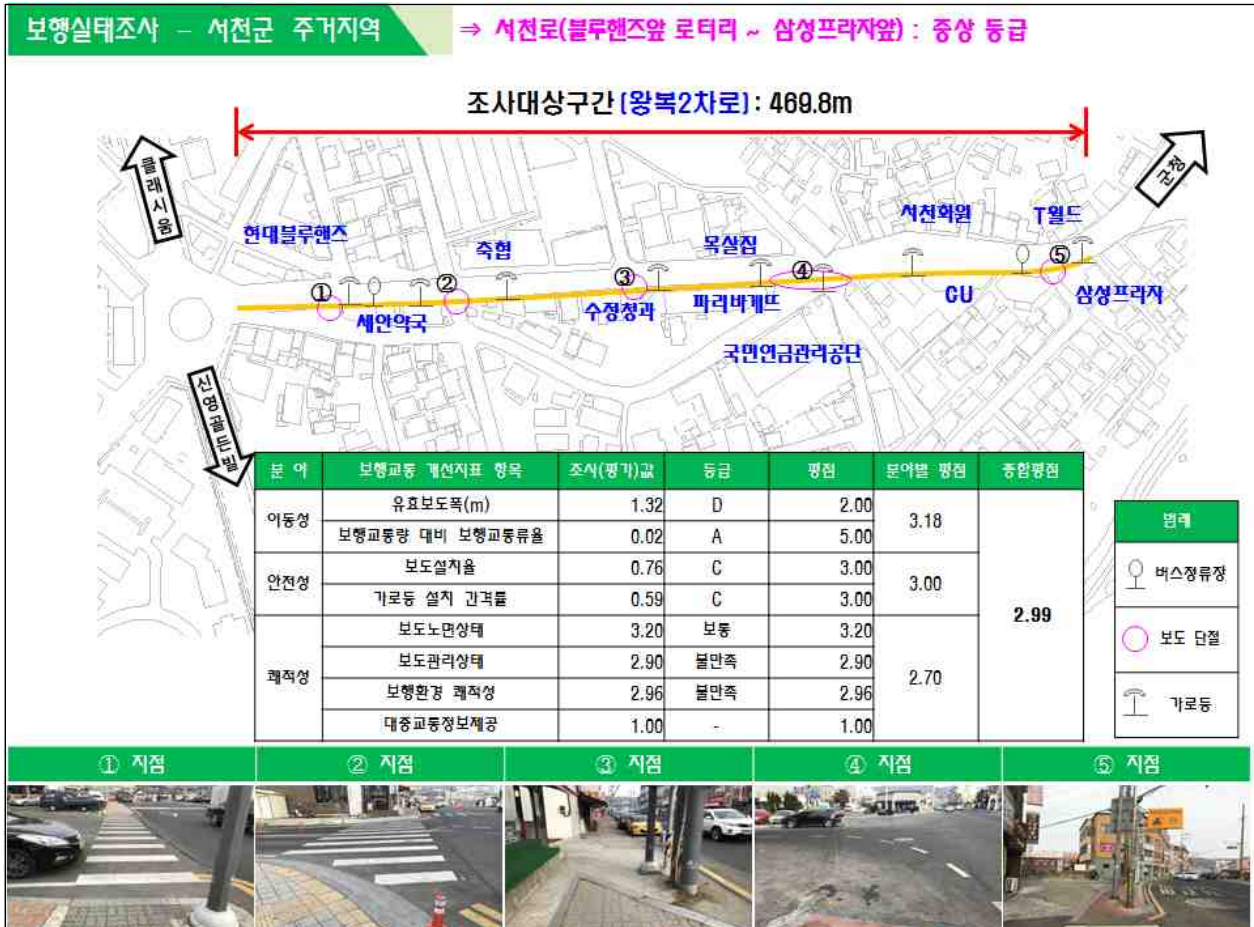 보행실태조사 - 서천군 주거지역
⇒ 서천로(블루핸즈앞 로터리 ~ 삼성프라자앞) : 중상 등급
조사대상구간(왕복2차로) : 469.8m
클래시움
군청
현대블루핸즈
축협
목살집
서천화원
T월드
① ② ③ ④ ⑤
세안약국
수정청과
파리바게뜨
CU
삼성프라자
국민연금관리공단
신영골든빌
분 야 보행교통 개선지표 항목 조사(평가)값 등급 평점 분야별 평점 종합평점
이동성 유효보도폭(m) 1.32 D 2.00 3.18 2.99
보행교통량 대비 보행교통류율 0.02 A 5.00
안전성 보도설치율 0.76 C 3.00 3.00
가로등 설치 간격률 0.59 C 3.00
쾌적성 보도노면상태 3.20 보통 3.20 2.70
보도관리상태 2.90 불만족 2.90
보행환경 쾌적성 2.96 불만족 2.96
대중교통정보제공 1.00 - 1.00
범례
버스정류장
보도 단절
가로등
① 지점 ② 지점 ③ 지점 ④ 지점 ⑤ 지점